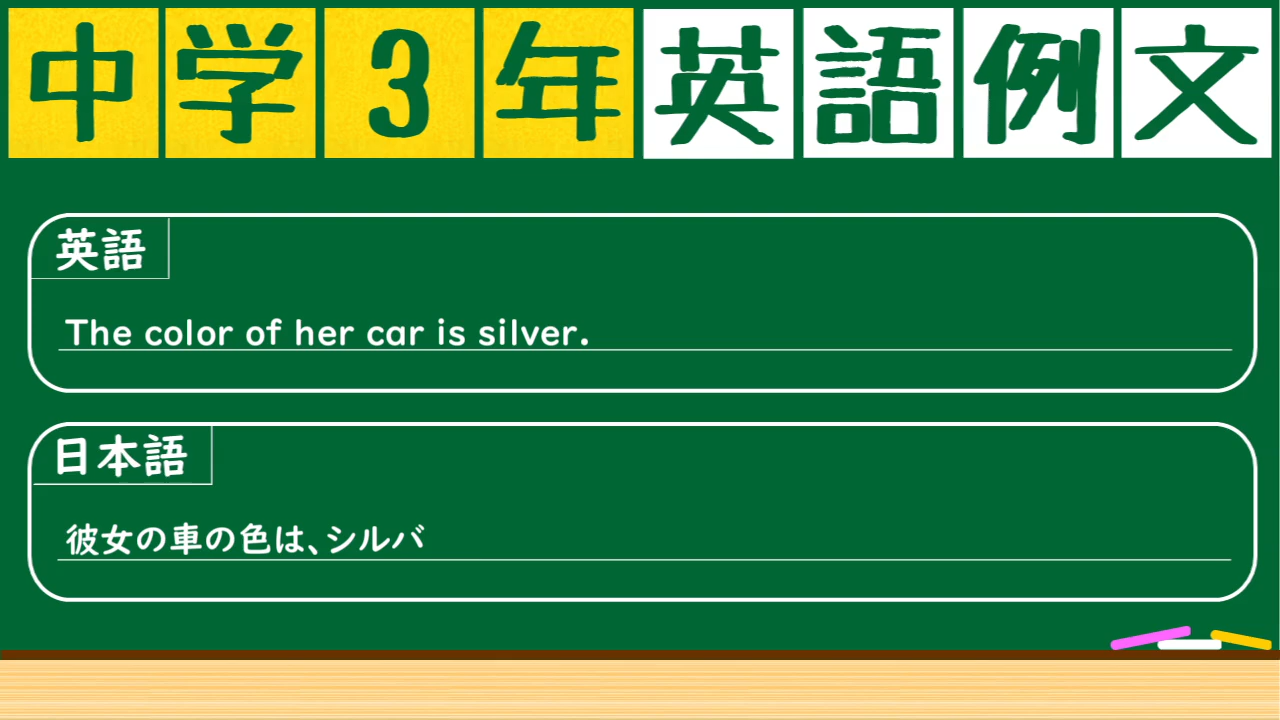 中学3年英語例文
英語
The color of her car is silver.
日本語
彼女の車の色は、シルバ